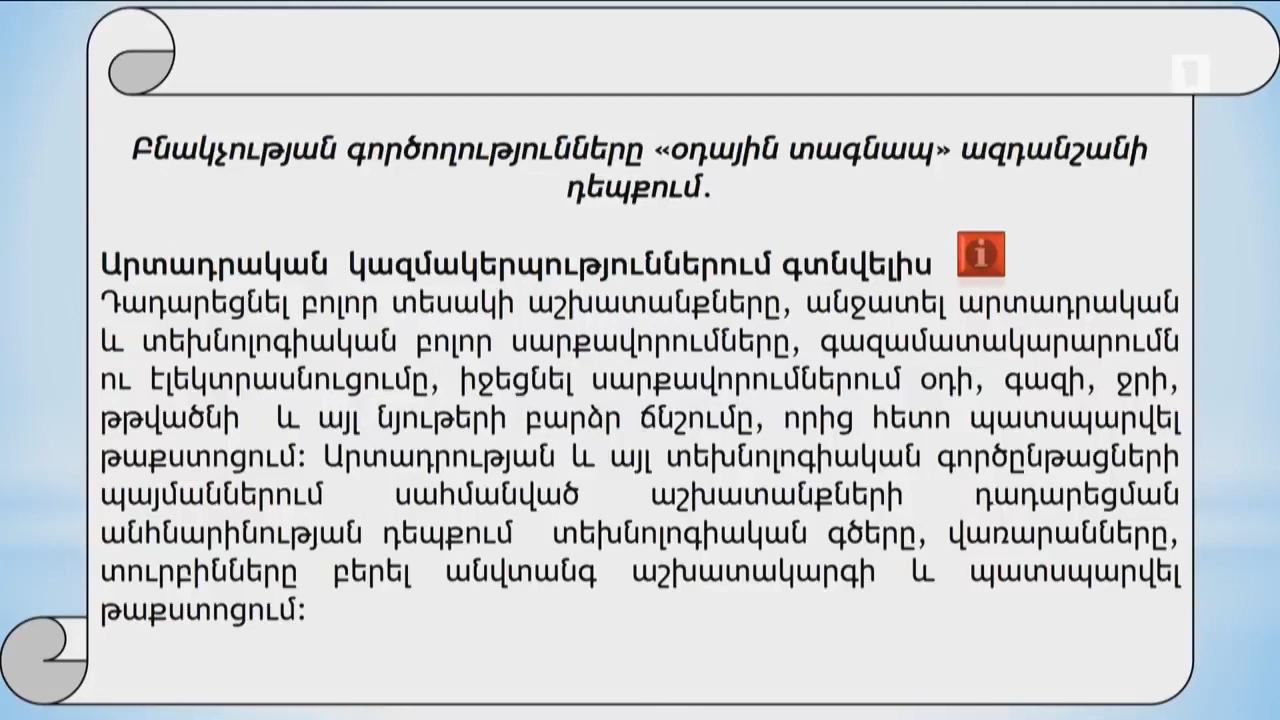 Բնակչության գործողությունները «օդային տագնապ» ազդանշանի
դեպքում.
Արտադրական կազմակերպություններում գտնվելիս
Դադարեցնել բոլոր տեսակի աշխատանքները, անջատել արտադրական
և տեխնոլոգիական բոլոր սարքավորումները, գազամատակարարումն
ու էլեկտրասնուցումը, իջեցնել սարքավորումներում օդի, գազի, ջրի,
թթվածնի և այլ նյութերի բարձր ճնշումը, որից հետո պատսպարվել
թաքստոցում: Արտադրության և այլ տեխնոլոգիական գործընթացների
պայմաններում սահմանված աշխատանքների դադարեցման
անհնարինության դեպքում տեխնոլոգիական գծերը, վառարանները,
տուրբինները բերել անվտանգ աշխատակարգի և պատսպարվել
թաքստոցում: